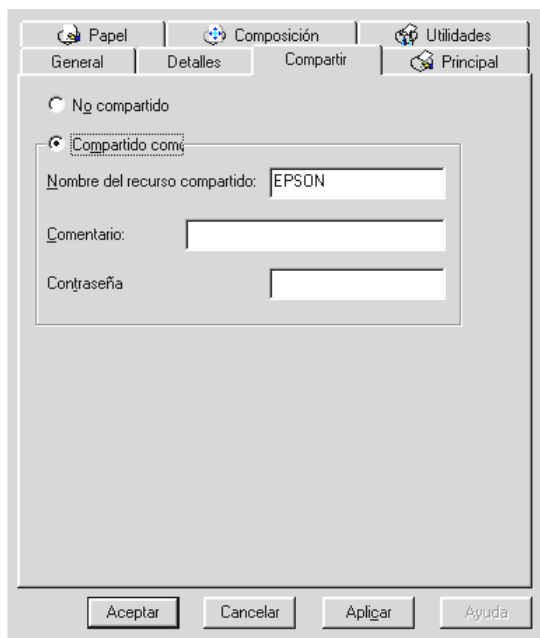 Papel Composición Utilidades
General Detalles Compartir Principal
No compartido
Compartido como
Nombre del recurso compartido: EPSON
Comentario:
Contraseña
Aceptar Cancelar Aplicar Ayuda